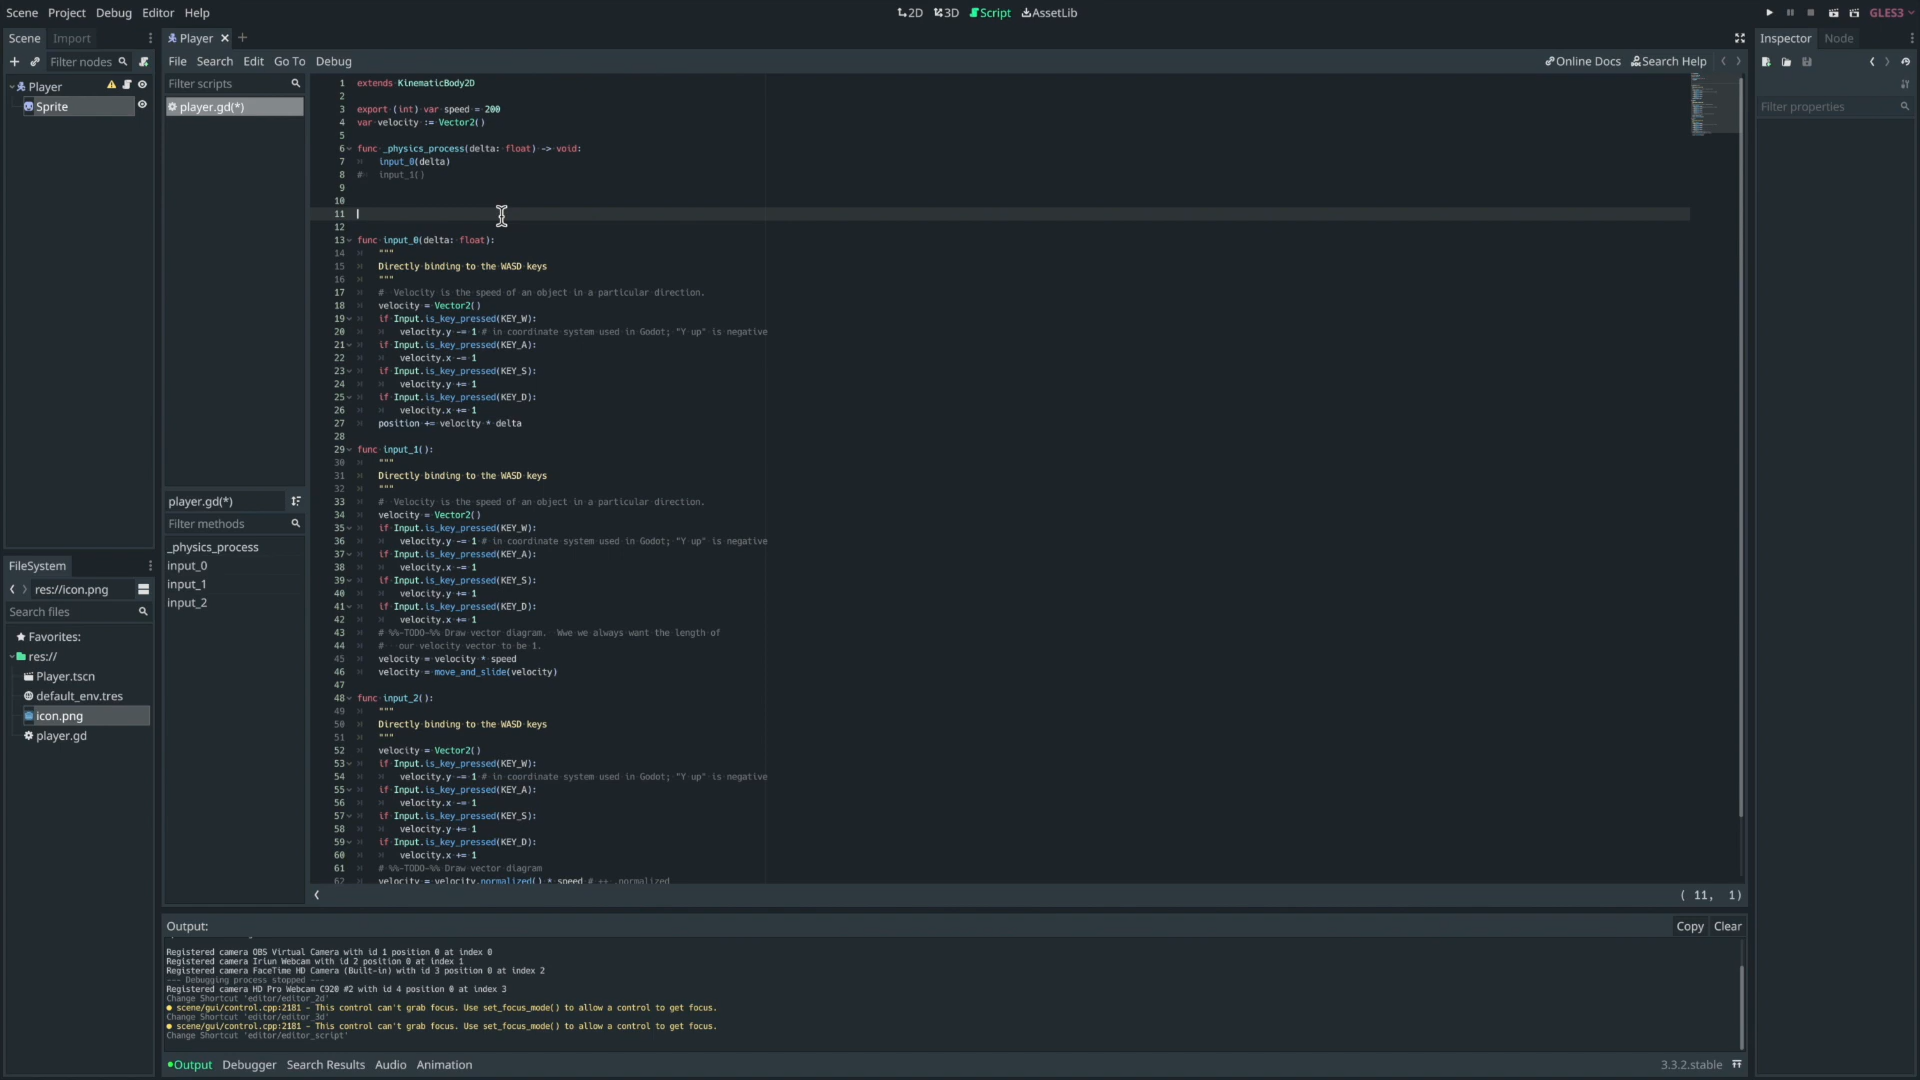 Scene Project Debug Editor Help
2D 3D Script AssetLib
GLES3
Scene Import
Filter nodes
Player
Sprite
FileSystem
res://icon.png
Search files
Favorites:
res://
Player.tscn
default_env.tres
icon.png
player.gd
Player
File Search Edit Go To Debug
Online Docs Search Help
Filter scripts
player.gd(*)
player.gd(*)
Filter methods
_physics_process
input_0
input_1
input_2
1 extends KinematicBody2D
2
3 export (int) var speed = 200
4 var velocity := Vector2()
5
6 func _physics_process(delta: float) -> void:
7 input_0(delta)
8 # input_1()
9
10
11
12
13 func input_0(delta: float):
14 """
15 Directly binding to the WASD keys
16 """
17 # Velocity is the speed of an object in a particular direction.
18 velocity = Vector2()
19 if Input.is_key_pressed(KEY_W):
20 velocity.y -= 1 # in coordinate system used in Godot; "Y up" is negative
21 if Input.is_key_pressed(KEY_A):
22 velocity.x -= 1
23 if Input.is_key_pressed(KEY_S):
24 velocity.y += 1
25 if Input.is_key_pressed(KEY_D):
26 velocity.x += 1
27 position += velocity * delta
28
29 func input_1():
30 """
31 Directly binding to the WASD keys
32 """
33 # Velocity is the speed of an object in a particular direction.
34 velocity = Vector2()
35 if Input.is_key_pressed(KEY_W):
36 velocity.y -= 1 # in coordinate system used in Godot; "Y up" is negative
37 if Input.is_key_pressed(KEY_A):
38 velocity.x -= 1
39 if Input.is_key_pressed(KEY_S):
40 velocity.y += 1
41 if Input.is_key_pressed(KEY_D):
42 velocity.x += 1
43 # %%-TODO-%% Draw vector diagram. Wwe we always want the length of
44 # our velocity vector to be 1.
45 velocity = velocity * speed
46 velocity = move_and_slide(velocity)
47
48 func input_2():
49 """
50 Directly binding to the WASD keys
51 """
52 velocity = Vector2()
53 if Input.is_key_pressed(KEY_W):
54 velocity.y -= 1 # in coordinate system used in Godot; "Y up" is negative
55 if Input.is_key_pressed(KEY_A):
56 velocity.x -= 1
57 if Input.is_key_pressed(KEY_S):
58 velocity.y += 1
59 if Input.is_key_pressed(KEY_D):
60 velocity.x += 1
61 # %%-TODO-%% Draw vector diagram
62 velocity = velocity.normalized() * speed # ++ .normalized
( 11, 1)
Output:
Copy Clear
Registered camera OBS Virtual Camera with id 1 position 0 at index 0
Registered camera Iriun Webcam with id 2 position 0 at index 1
Registered camera FaceTime HD Camera (Built-in) with id 3 position 0 at index 2
--- Debugging process stopped ---
Registered camera HD Pro Webcam C920 #2 with id 4 position 0 at index 3
Change Shortcut 'editor/editor_2d'
scene/gui/control.cpp:2181 - This control can't grab focus. Use set_focus_mode() to allow a control to get focus.
Change Shortcut 'editor/editor_3d'
scene/gui/control.cpp:2181 - This control can't grab focus. Use set_focus_mode() to allow a control to get focus.
Change Shortcut 'editor/editor_script'
Output Debugger Search Results Audio Animation
3.3.2.stable
Inspector Node
Filter properties